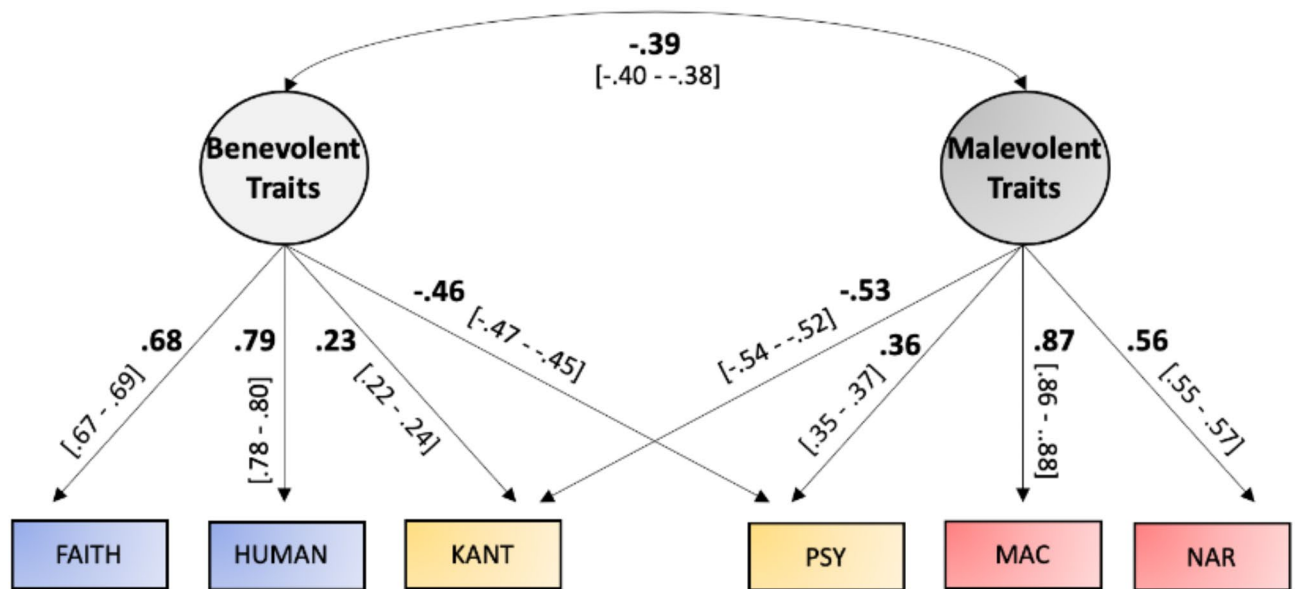 -.39
[-.40 - -.38]
Benevolent
Traits
Malevolent
Traits
-.46
[-.47 - -.45]
-.53
[-.54 - -.52]
.68
[.67 - .69]
.79
[.78 - .80]
.23
[.22 - .24]
.36
[.35 - .37]
.87
[.86 - ..88]
.56
[.55 - .57]
FAITH
HUMAN
KANT
PSY
MAC
NAR